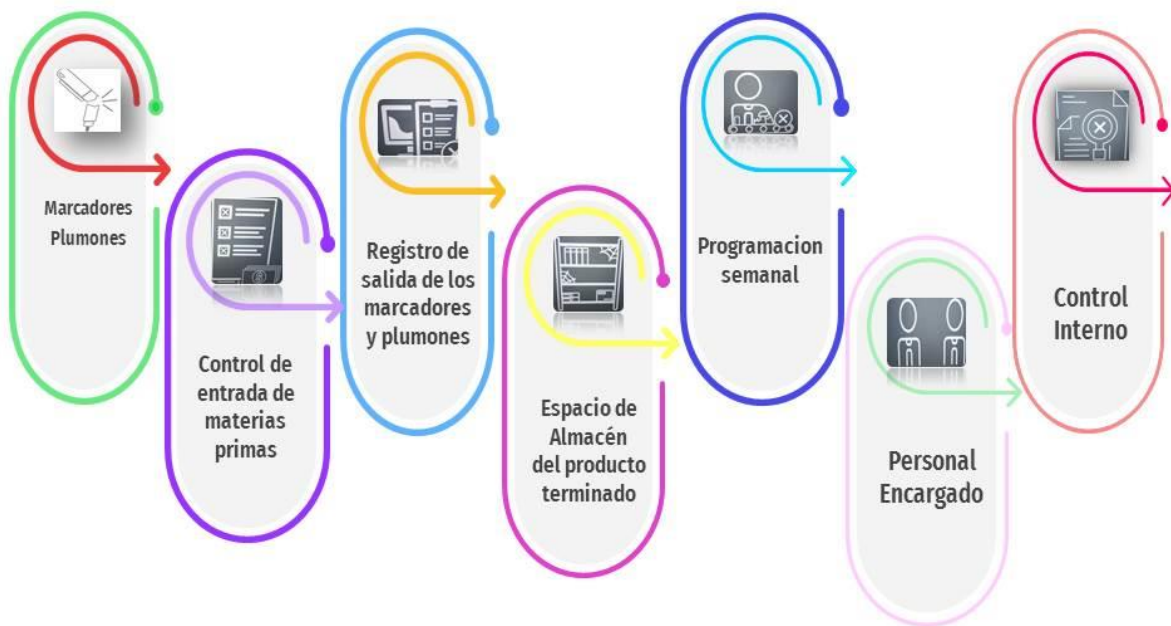 Marcadores
Plumones
Control de
entrada de
materias
primas
Registro de
salida de los
marcadores
y plumones
Espacio de
Almacén
del producto
terminado
Programacion
semanal
Personal
Encargado
Control
Interno